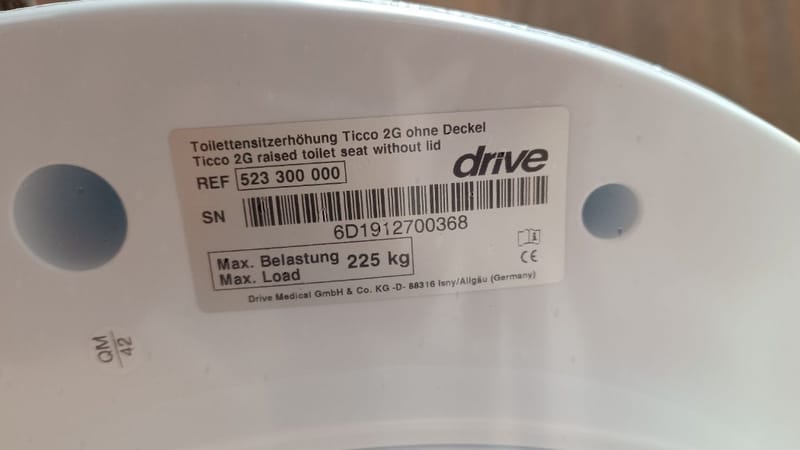 Toilettensitzerhöhung Ticco 2G ohne Deckel
Ticco 2G raised toilet seat without lid
drive
REF 523 300 000
SN
6D1912700368
Max. Belastung 225 kg
Max. Load
CE
Drive Medical GmbH & Co. KG -D- 88316 Isny/Allgäu (Germany)
QM
42